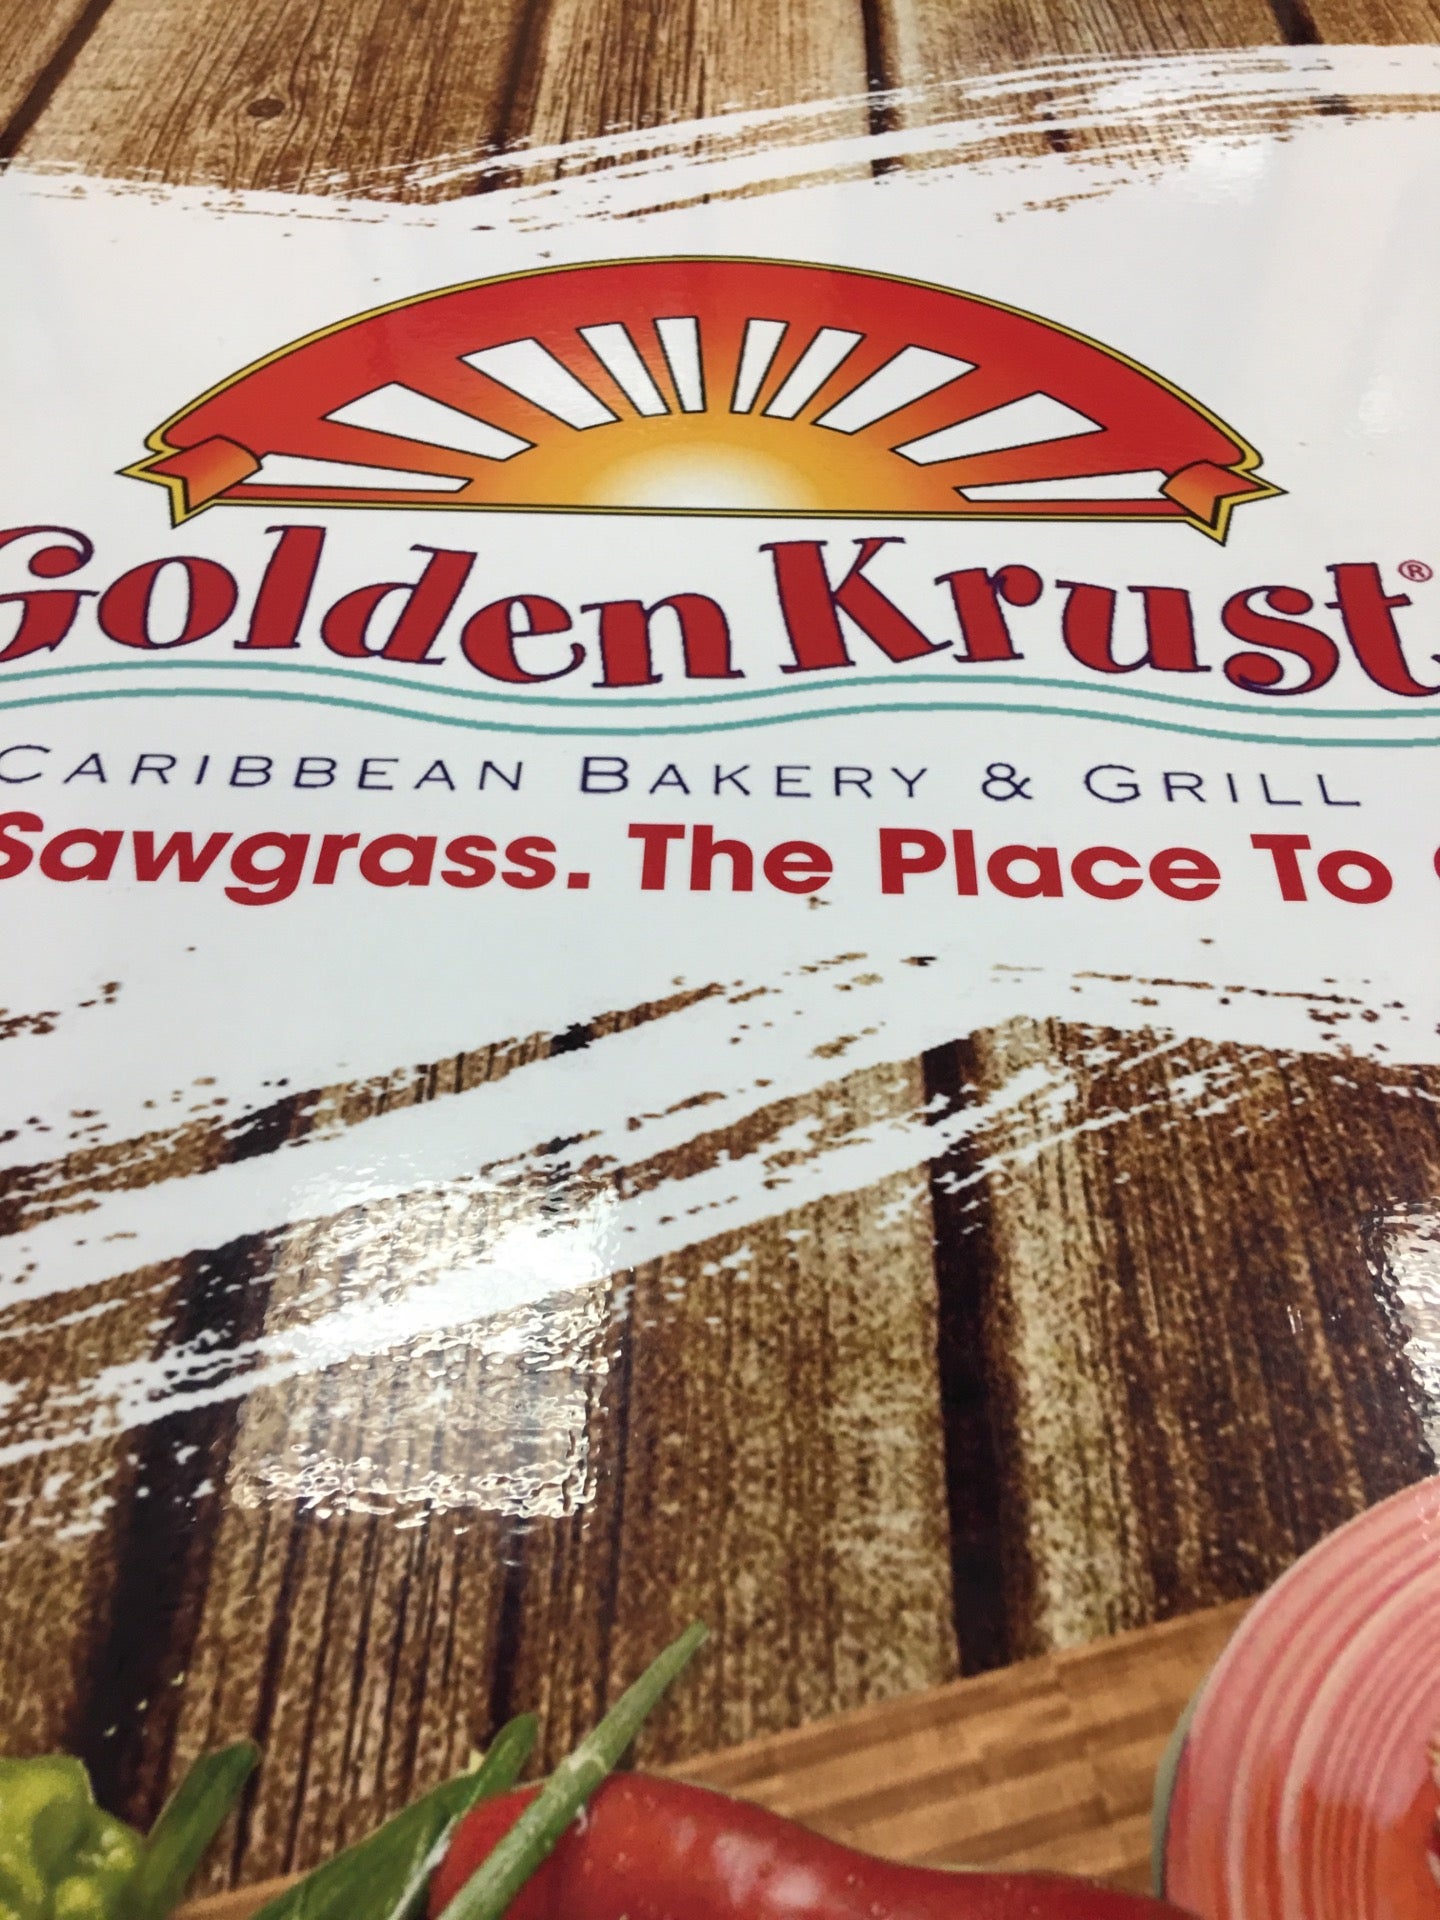 Golden Krust®
CARIBBEAN BAKERY & GRILL
Sawgrass. The Place To